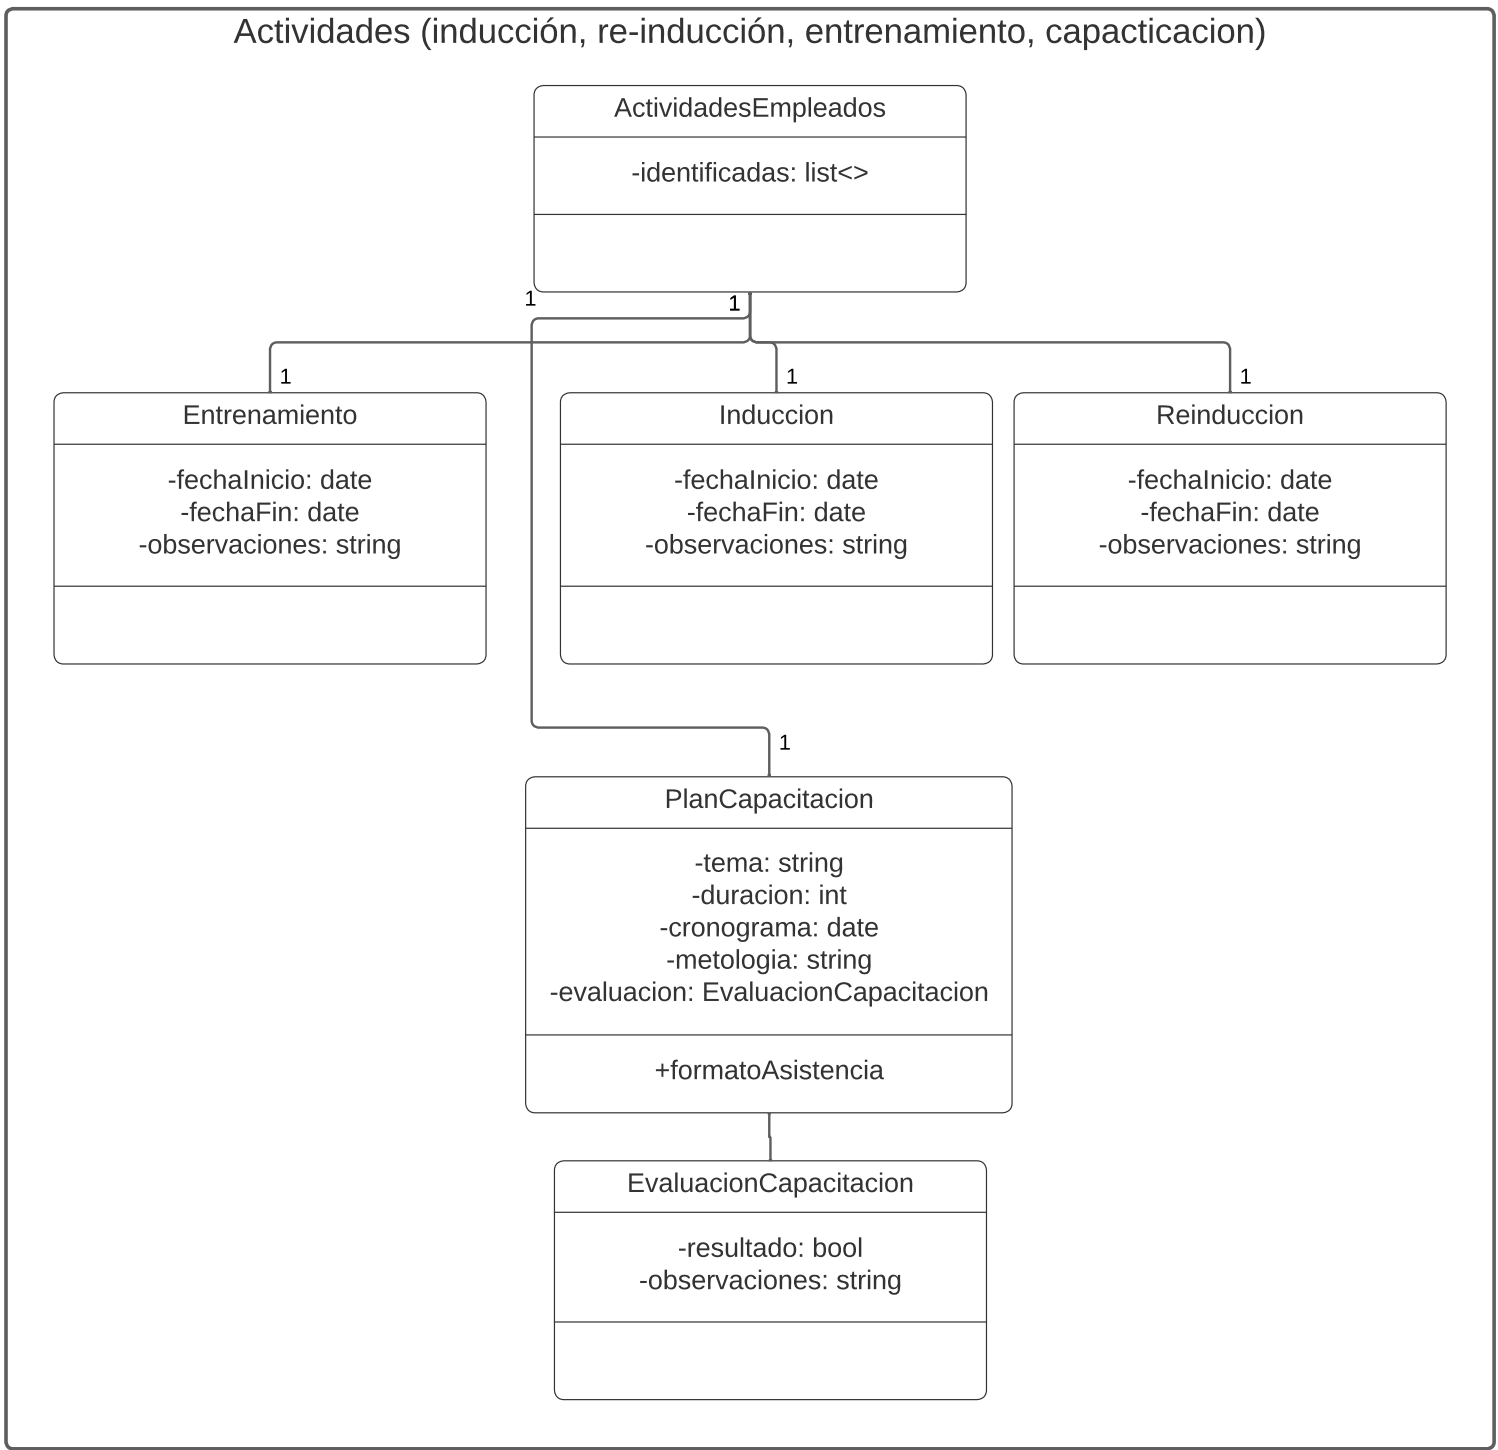 Actividades (inducción, re-inducción, entrenamiento, capacticacion)
ActividadesEmpleados
-identificadas: list<>
1
1
1
1
1
Entrenamiento
-fechaInicio: date
-fechaFin: date
-observaciones: string
Induccion
-fechaInicio: date
-fechaFin: date
-observaciones: string
Reinduccion
-fechaInicio: date
-fechaFin: date
-observaciones: string
1
PlanCapacitacion
-tema: string
-duracion: int
-cronograma: date
-metologia: string
-evaluacion: EvaluacionCapacitacion
+formatoAsistencia
EvaluacionCapacitacion
-resultado: bool
-observaciones: string